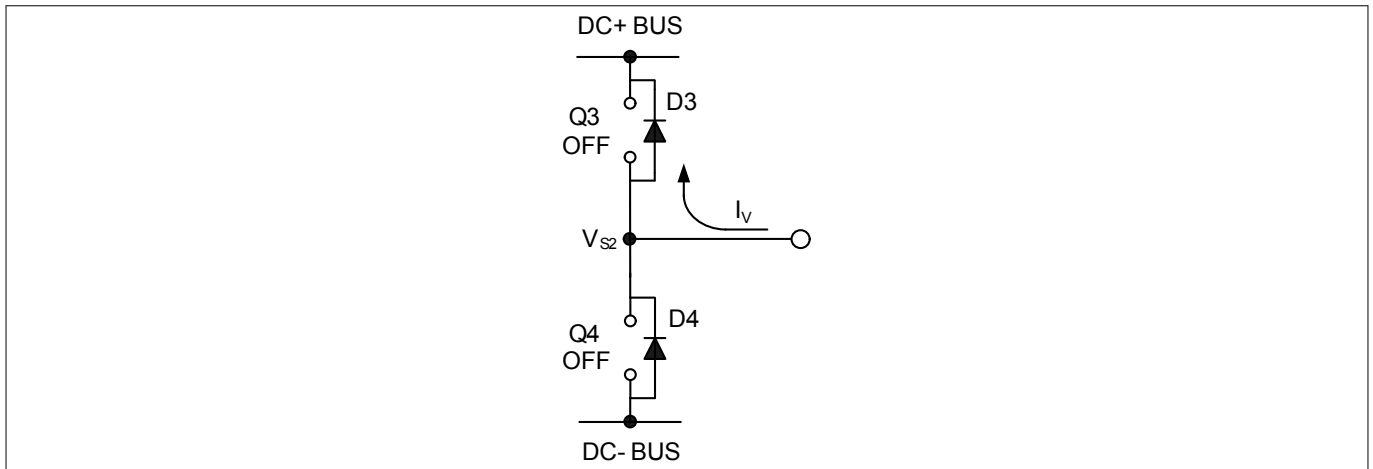 DC+ BUS
D3
Q3
OFF
I_V
V_S2
D4
Q4
OFF
DC- BUS